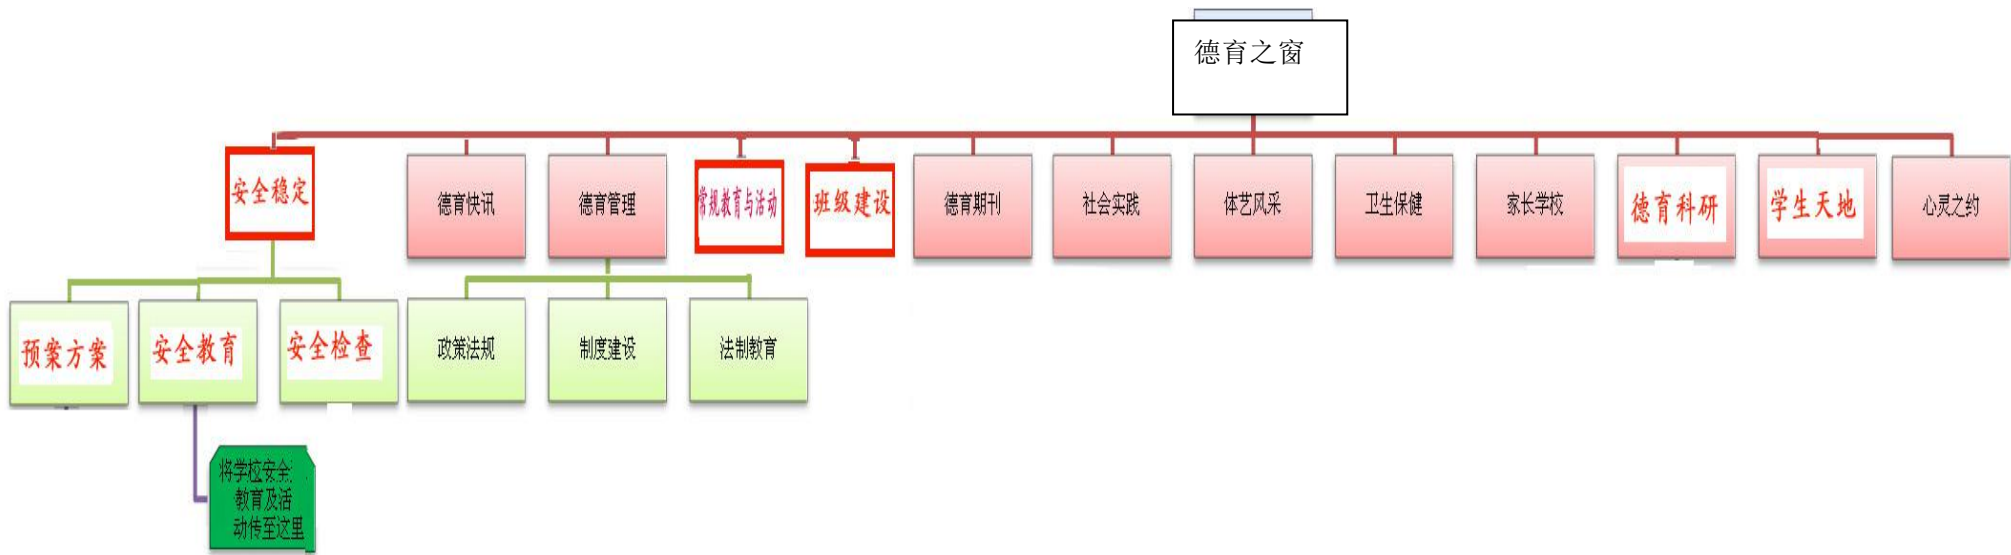 德育之窗
安全稳定
德育快讯
德育管理
常规教育与活动
班级建设
德育期刊
社会实践
体艺风采
卫生保健
家长学校
德育科研
学生天地
心灵之约
预案方案
安全教育
安全检查
政策法规
制度建设
法制教育
将学校安全
教育及活
动传至这里